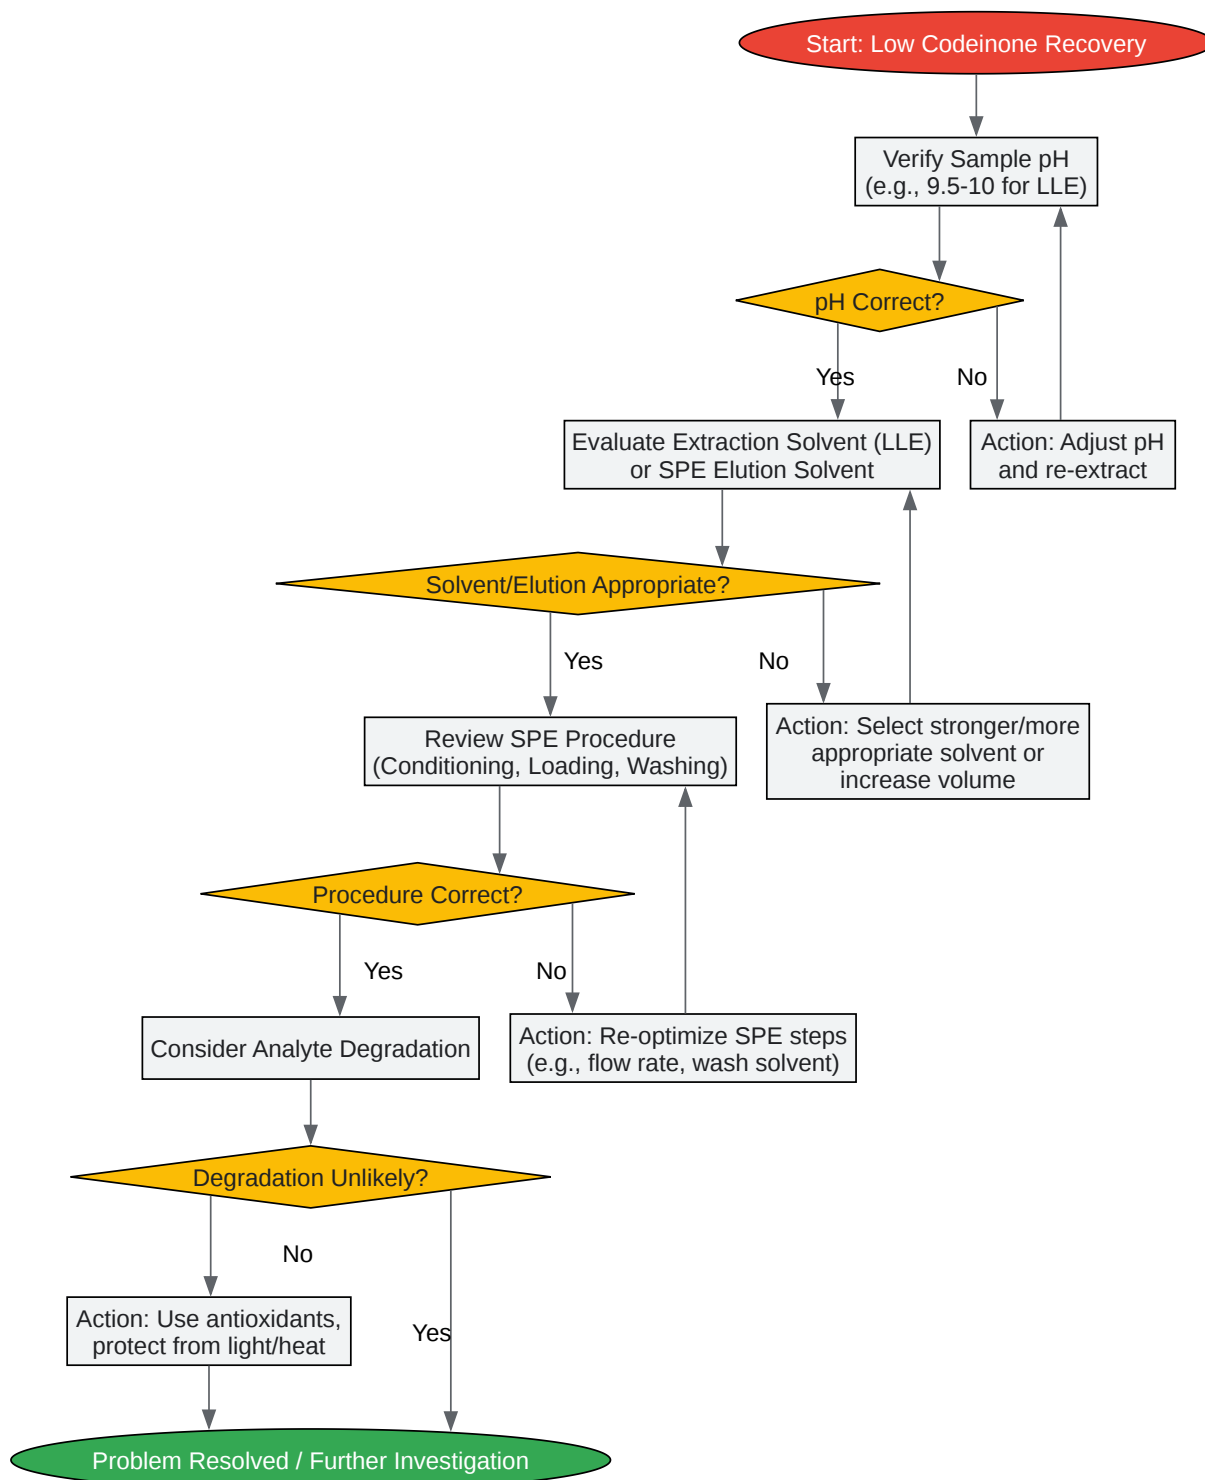 Start: Low Codeinone Recovery
Verify Sample pH
(e.g., 9.5-10 for LLE)
pH Correct?
Yes
No
Evaluate Extraction Solvent (LLE)
or SPE Elution Solvent
Action: Adjust pH
and re-extract
Solvent/Elution Appropriate?
Yes
No
Review SPE Procedure
(Conditioning, Loading, Washing)
Action: Select stronger/more
appropriate solvent or
increase volume
Procedure Correct?
Yes
No
Consider Analyte Degradation
Action: Re-optimize SPE steps
(e.g., flow rate, wash solvent)
Degradation Unlikely?
No
Action: Use antioxidants,
protect from light/heat
Yes
Problem Resolved / Further Investigation